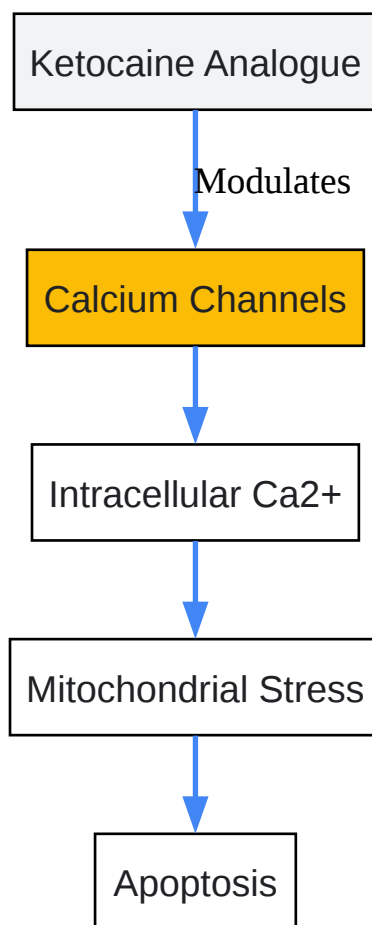 Ketocaine Analogue
Modulates
Calcium Channels
Intracellular Ca2+
Mitochondrial Stress
Apoptosis